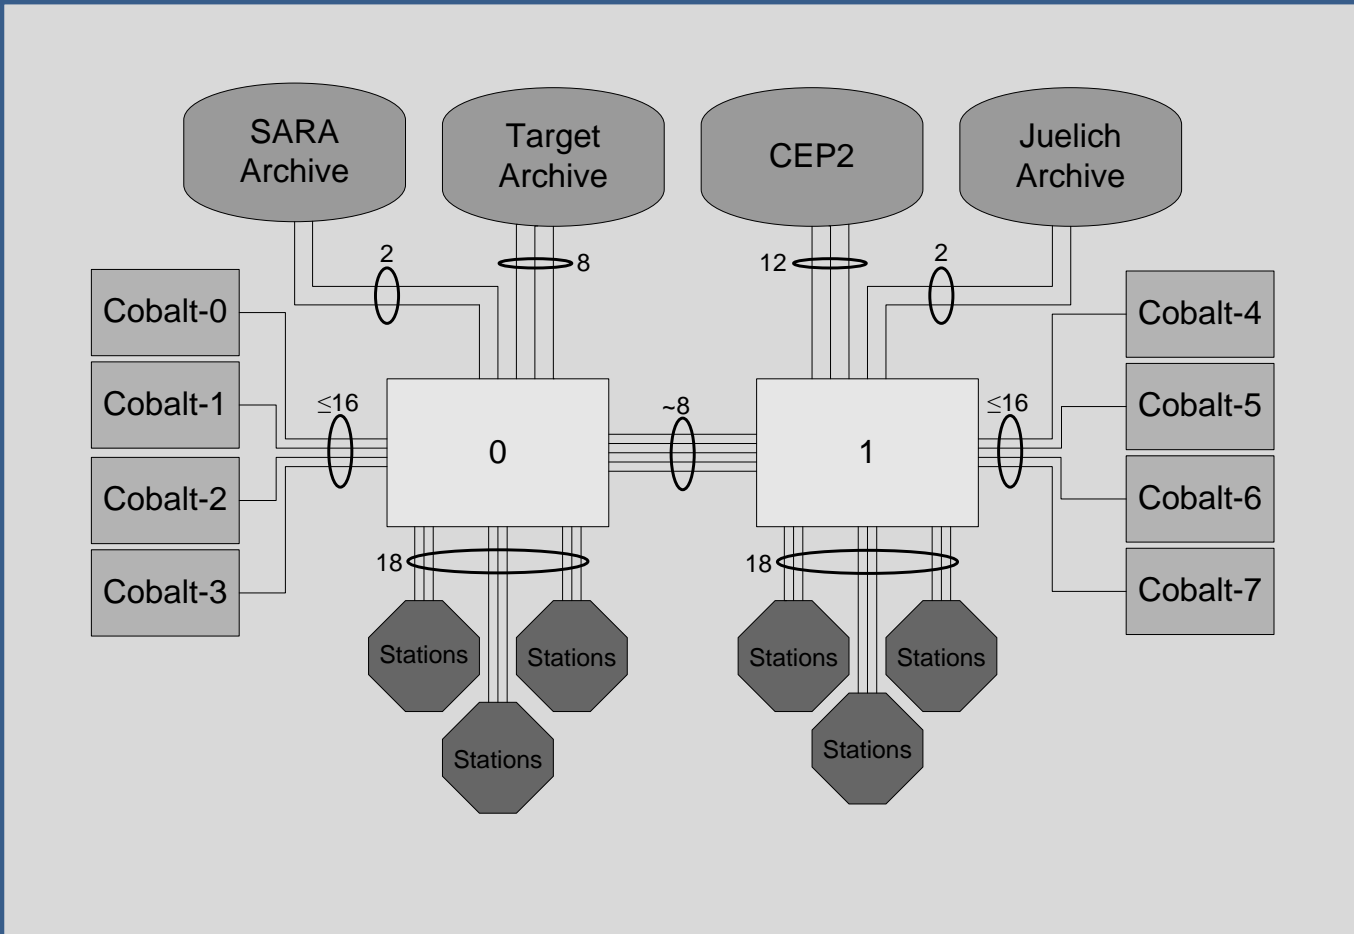 SARA
Archive
Target
Archive
CEP2
Juelich
Archive
2
8
12
2
Cobalt-0
Cobalt-1
Cobalt-2
Cobalt-3
≤16
0
~8
1
≤16
Cobalt-4
Cobalt-5
Cobalt-6
Cobalt-7
18
18
Stations
Stations
Stations
Stations
Stations
Stations